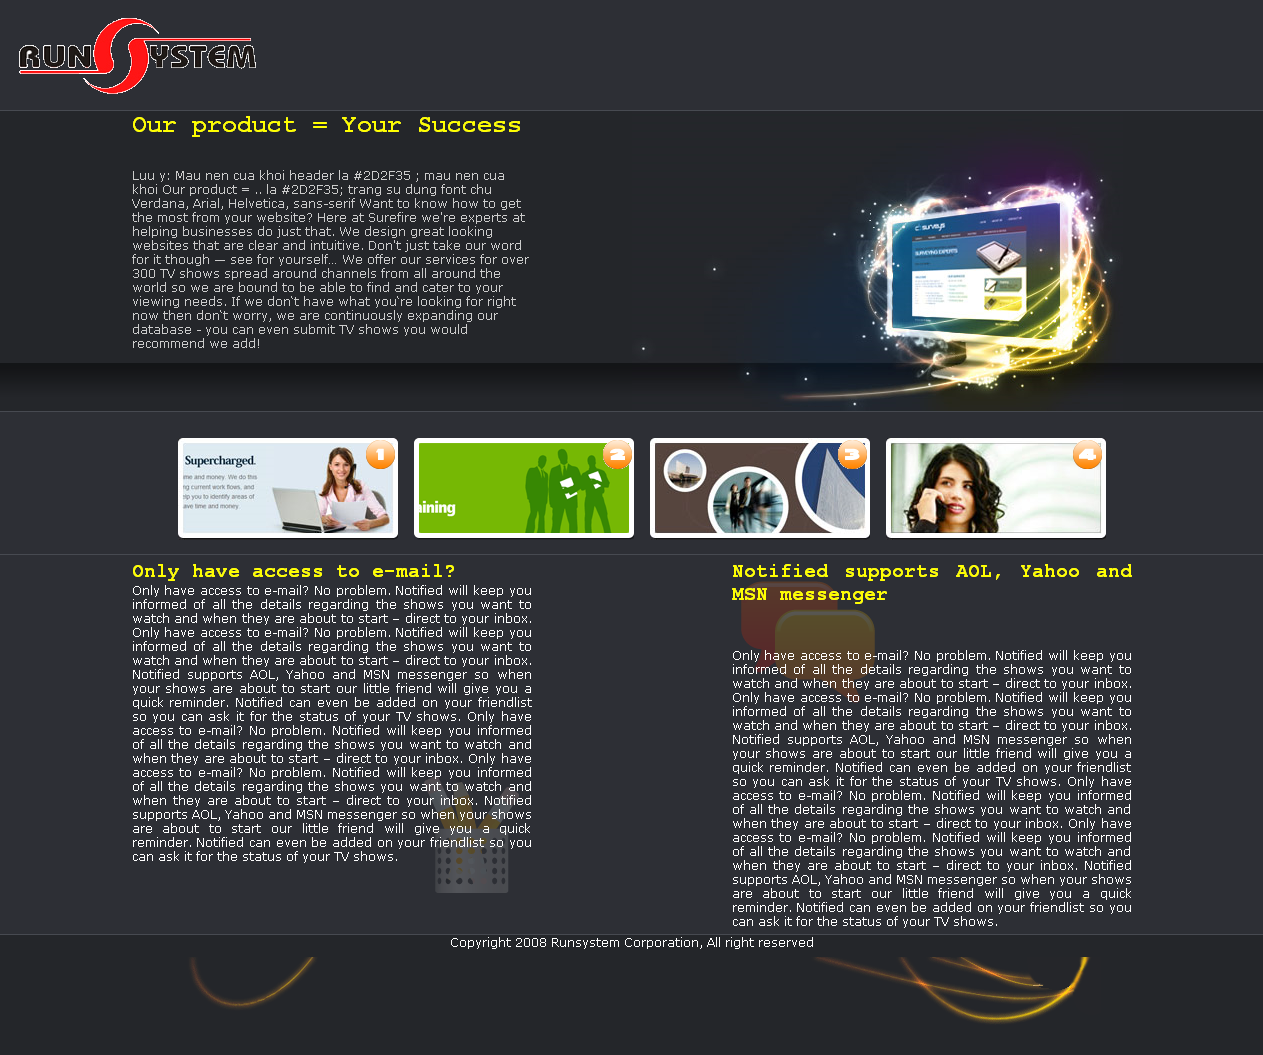 RUNSYSTEM
Our product = Your Success
Luu y: Mau nen cua khoi header la #2D2F35 ; mau nen cua
khoi Our product = .. la #2D2F35; trang su dung font chu
Verdana, Arial, Helvetica, sans-serif Want to know how to get
the most from your website? Here at Surefire we're experts at
helping businesses do just that. We design great looking
websites that are clear and intuitive. Don't just take our word
for it though — see for yourself... We offer our services for over
300 TV shows spread around channels from all around the
world so we are bound to be able to find and cater to your
viewing needs. If we don`t have what you`re looking for right
now then don`t worry, we are continuously expanding our
database - you can even submit TV shows you would
recommend we add!
surveys
SURVEYING EXPERTS
1
Supercharged.
me and money. We do this
ng current work flows, and
ep you to identify areas of
ave time and money.
2
aining
3
4
Only have access to e-mail?
Only have access to e-mail? No problem. Notified will keep you
informed of all the details regarding the shows you want to
watch and when they are about to start – direct to your inbox.
Only have access to e-mail? No problem. Notified will keep you
informed of all the details regarding the shows you want to
watch and when they are about to start – direct to your inbox.
Notified supports AOL, Yahoo and MSN messenger so when
your shows are about to start our little friend will give you a
quick reminder. Notified can even be added on your friendlist
so you can ask it for the status of your TV shows. Only have
access to e-mail? No problem. Notified will keep you informed
of all the details regarding the shows you want to watch and
when they are about to start – direct to your inbox. Only have
access to e-mail? No problem. Notified will keep you informed
of all the details regarding the shows you want to watch and
when they are about to start – direct to your inbox. Notified
supports AOL, Yahoo and MSN messenger so when your shows
are about to start our little friend will give you a quick
reminder. Notified can even be added on your friendlist so you
can ask it for the status of your TV shows.
Notified supports AOL, Yahoo and
MSN messenger
Only have access to e-mail? No problem. Notified will keep you
informed of all the details regarding the shows you want to
watch and when they are about to start – direct to your inbox.
Only have access to e-mail? No problem. Notified will keep you
informed of all the details regarding the shows you want to
watch and when they are about to start – direct to your inbox.
Notified supports AOL, Yahoo and MSN messenger so when
your shows are about to start our little friend will give you a
quick reminder. Notified can even be added on your friendlist
so you can ask it for the status of your TV shows. Only have
access to e-mail? No problem. Notified will keep you informed
of all the details regarding the shows you want to watch and
when they are about to start – direct to your inbox. Only have
access to e-mail? No problem. Notified will keep you informed
of all the details regarding the shows you want to watch and
when they are about to start – direct to your inbox. Notified
supports AOL, Yahoo and MSN messenger so when your shows
are about to start our little friend will give you a quick
reminder. Notified can even be added on your friendlist so you
can ask it for the status of your TV shows.
Copyright 2008 Runsystem Corporation, All right reserved